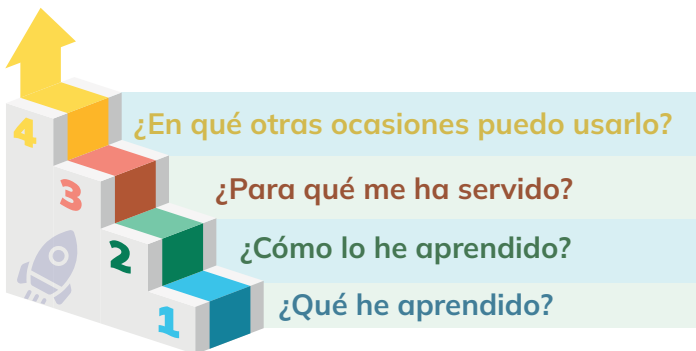 4 ¿En qué otras ocasiones puedo usarlo?
3 ¿Para qué me ha servido?
2 ¿Cómo lo he aprendido?
1 ¿Qué he aprendido?